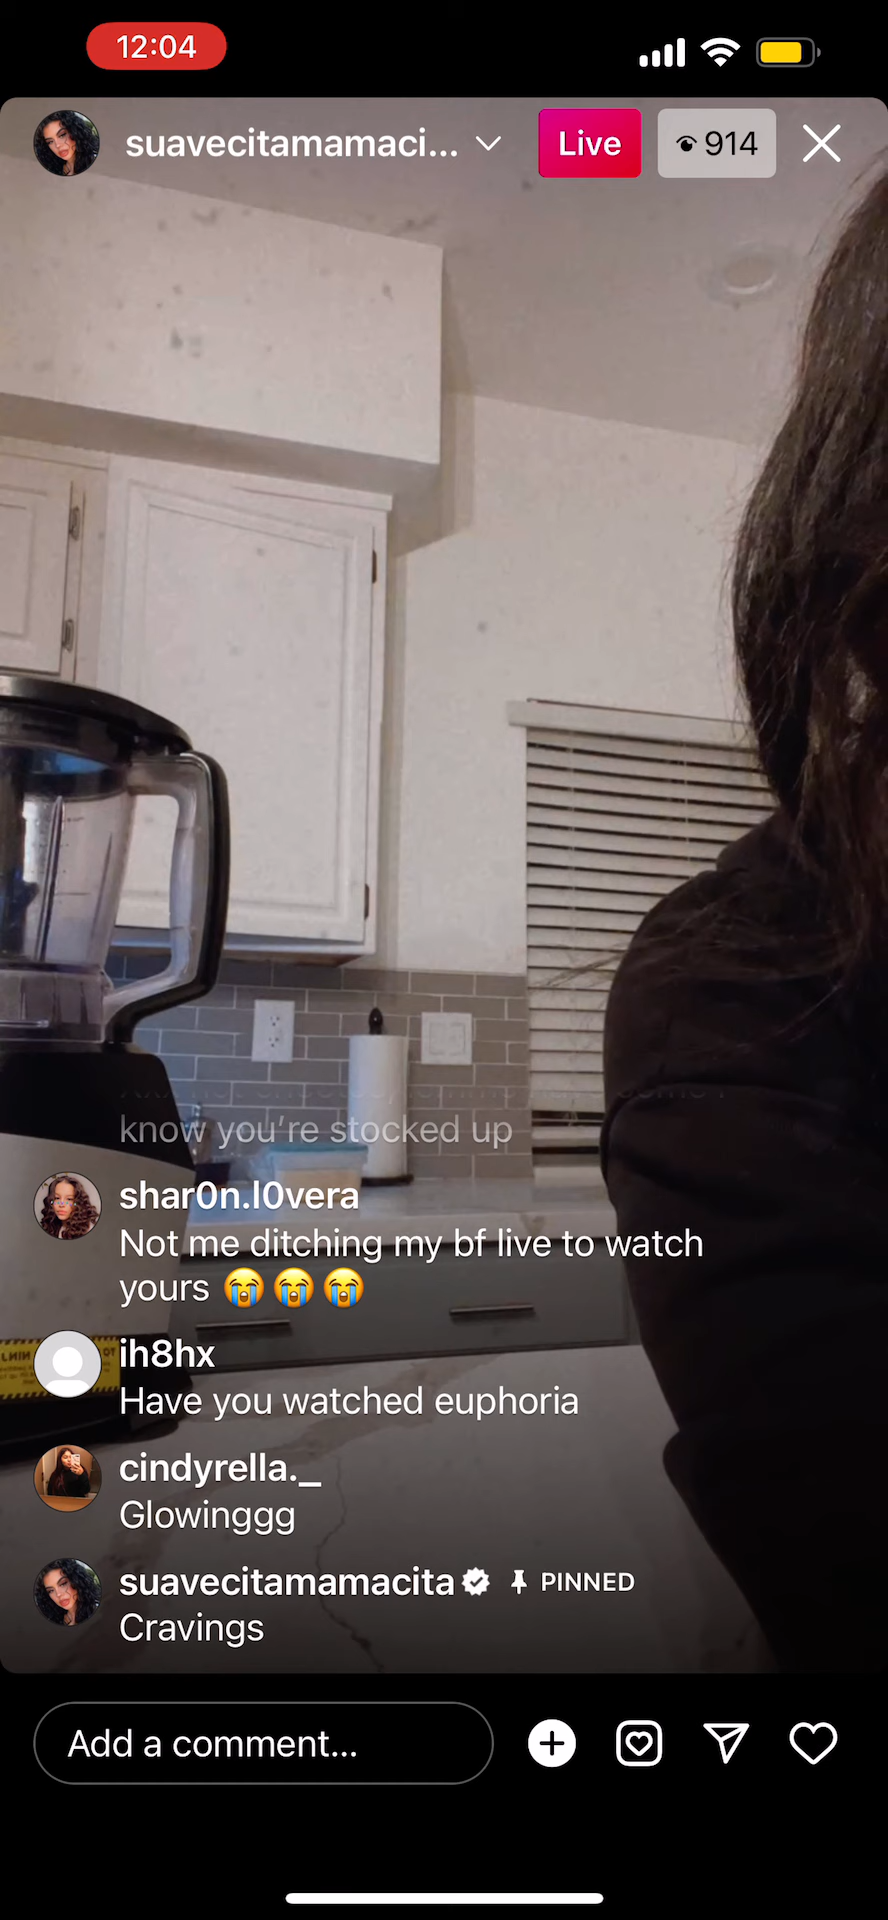 12:04
suavecitamamaci...
Live
914
know you're stocked up
shar0n.l0vera
Not me ditching my bf live to watch
yours 😭😭😭
ih8hx
Have you watched euphoria
cindyrella._
Glowinggg
suavecitamamacita PINNED
Cravings
Add a comment...